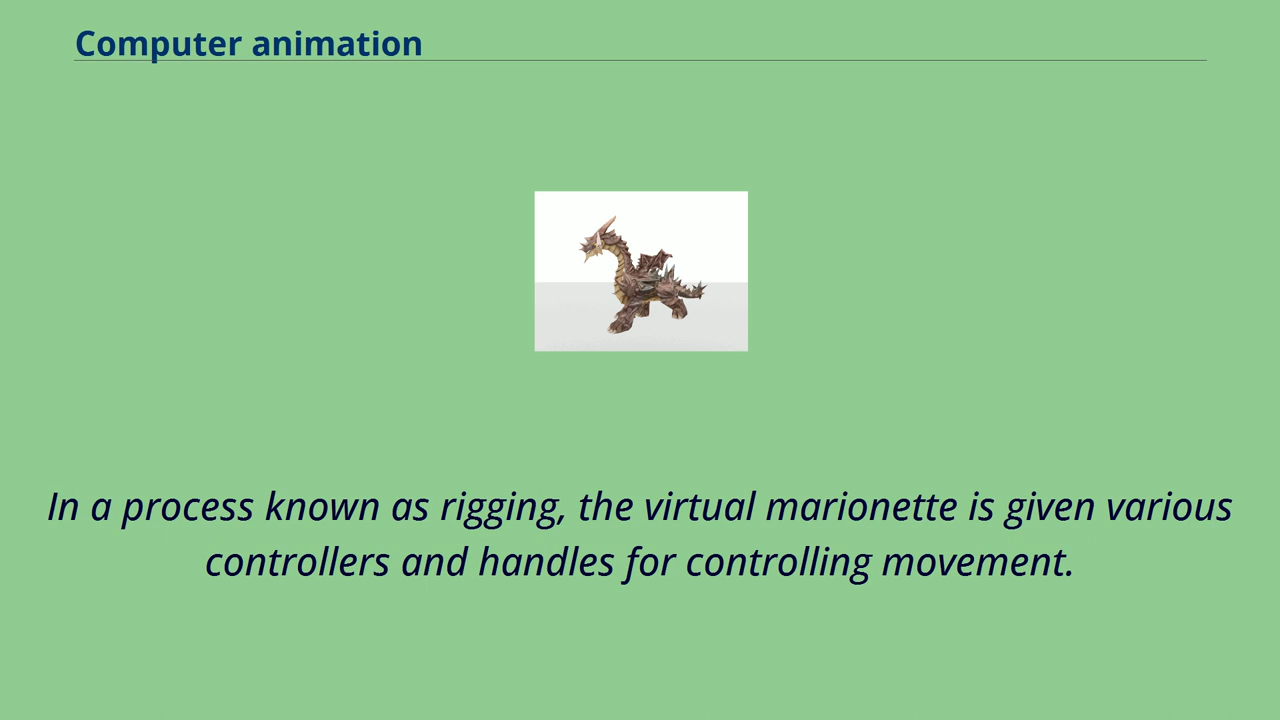 Computer animation
In a process known as rigging, the virtual marionette is given various
controllers and handles for controlling movement.